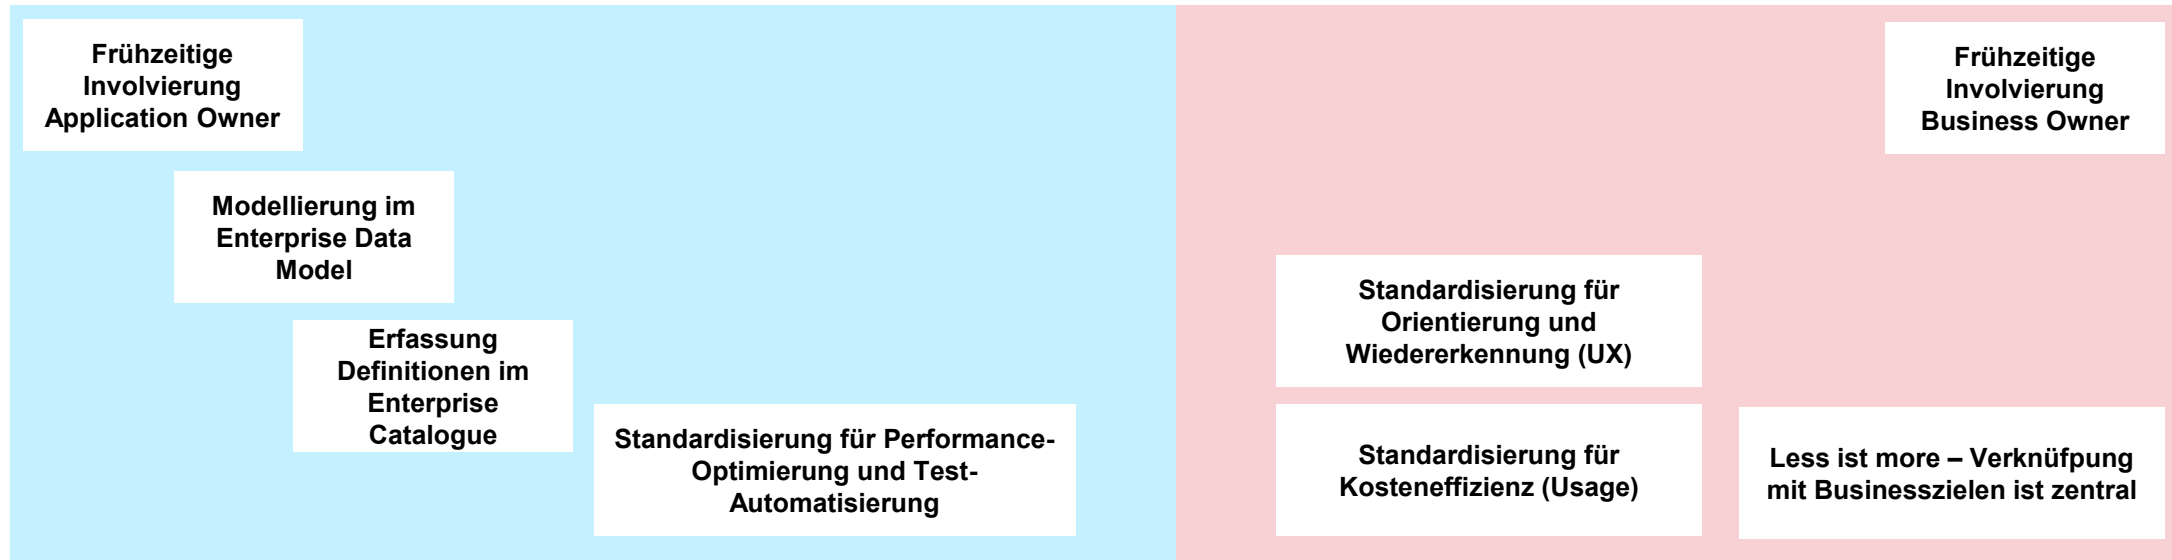 Frühzeitige
Involvierung
Application Owner
Modellierung im
Enterprise Data
Model
Erfassung
Definitionen im
Enterprise
Catalogue
Standardisierung für Performance-
Optimierung und Test-
Automatisierung
Frühzeitige
Involvierung
Business Owner
Standardisierung für
Orientierung und
Wiedererkennung (UX)
Standardisierung für
Kosteneffizienz (Usage)
Less ist more – Verknüfpung
mit Businesszielen ist zentral